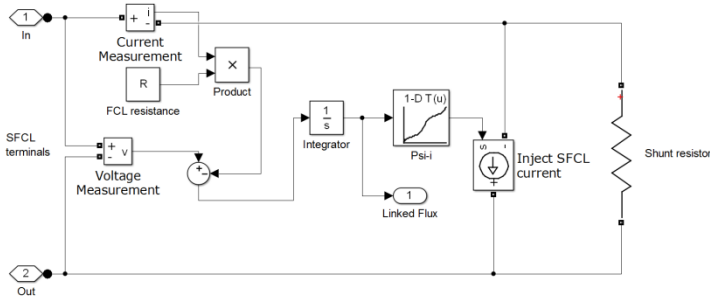 1
In
+ i
-
Current
Measurement
R
FCL resistance
×
Product
SFCL
terminals
+ v
-
Voltage
Measurement
+
-
1
s
Integrator
1-D T(u)
Psi-i
1
Linked Flux
s -
+
Inject SFCL
current
+
Shunt resistor
2
Out